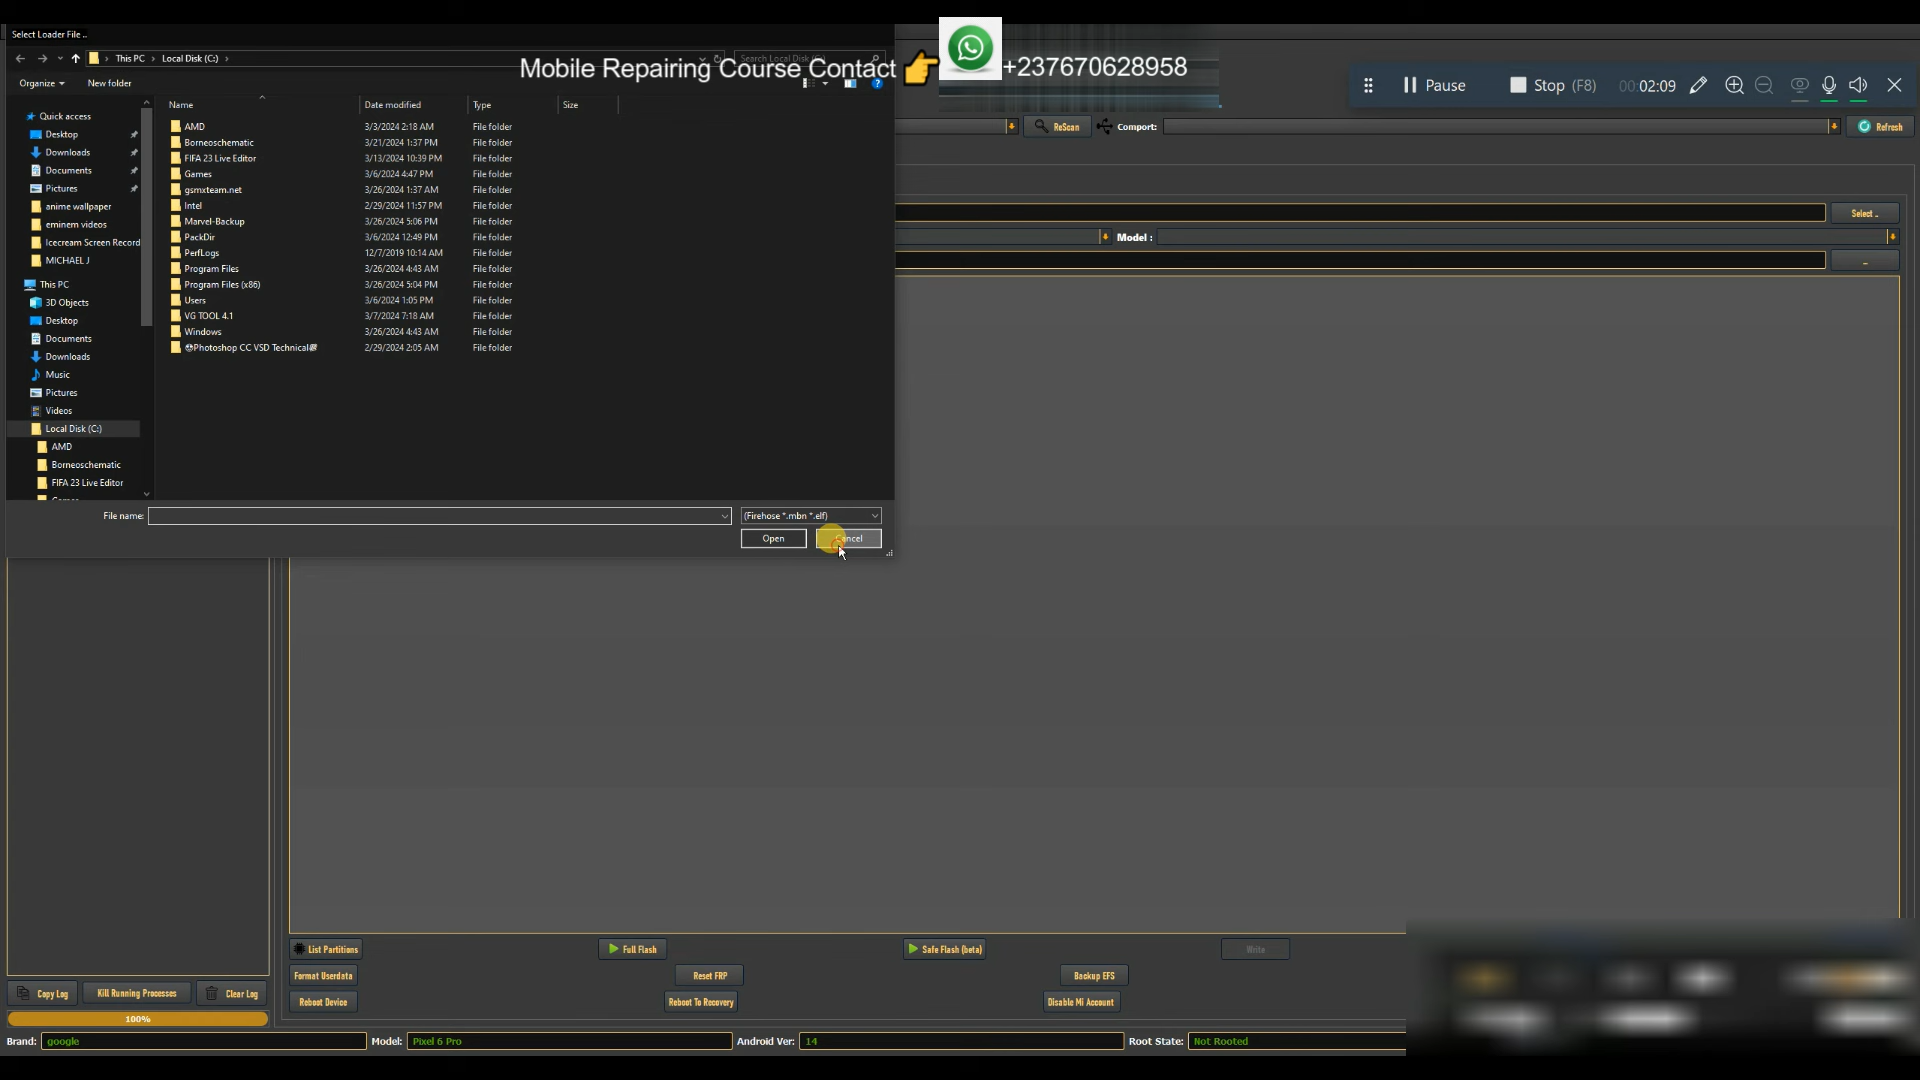 Select Loader File ..
This PC › Local Disk (C:) ›
Mobile Repairing Course Contact 👉 +237670628958
Pause
Stop (F8)
00:02:09
Organize
New folder
Name
Date modified
Type
Size
Quick access
Desktop
Downloads
Documents
Pictures
anime wallpaper
eminem videos
Icecream Screen Record
MICHAEL J
This PC
3D Objects
Desktop
Documents
Downloads
Music
Pictures
Videos
Local Disk (C:)
AMD
Borneoschematic
FIFA 23 Live Editor
AMD 3/3/2024 2:18 AM File folder
Borneoschematic 3/21/2024 1:37 PM File folder
FIFA 23 Live Editor 3/13/2024 10:39 PM File folder
Games 3/6/2024 4:47 PM File folder
gsmxteam.net 3/26/2024 1:37 AM File folder
Intel 2/29/2024 11:57 PM File folder
Marvel-Backup 3/26/2024 5:06 PM File folder
PackDir 3/6/2024 12:49 PM File folder
PerfLogs 12/7/2019 10:14 AM File folder
Program Files 3/26/2024 4:43 AM File folder
Program Files (x86) 3/26/2024 5:04 PM File folder
Users 3/6/2024 1:05 PM File folder
VG TOOL 4.1 3/7/2024 7:18 AM File folder
Windows 3/26/2024 4:43 AM File folder
Photoshop CC VSD Technical 2/29/2024 2:05 AM File folder
File name:
(Firehose *.mbn *.elf)
Open
Cancel
ReScan
Comport:
Refresh
Select ..
Model :
List Partitions
Full Flash
Safe Flash (beta)
Write
Format Userdata
Reset FRP
Backup EFS
Reboot Device
Reboot To Recovery
Disable Mi Account
Copy Log
Kill Running Processes
Clear Log
100%
Brand: google Model: Pixel 6 Pro Android Ver: 14 Root State: Not Rooted